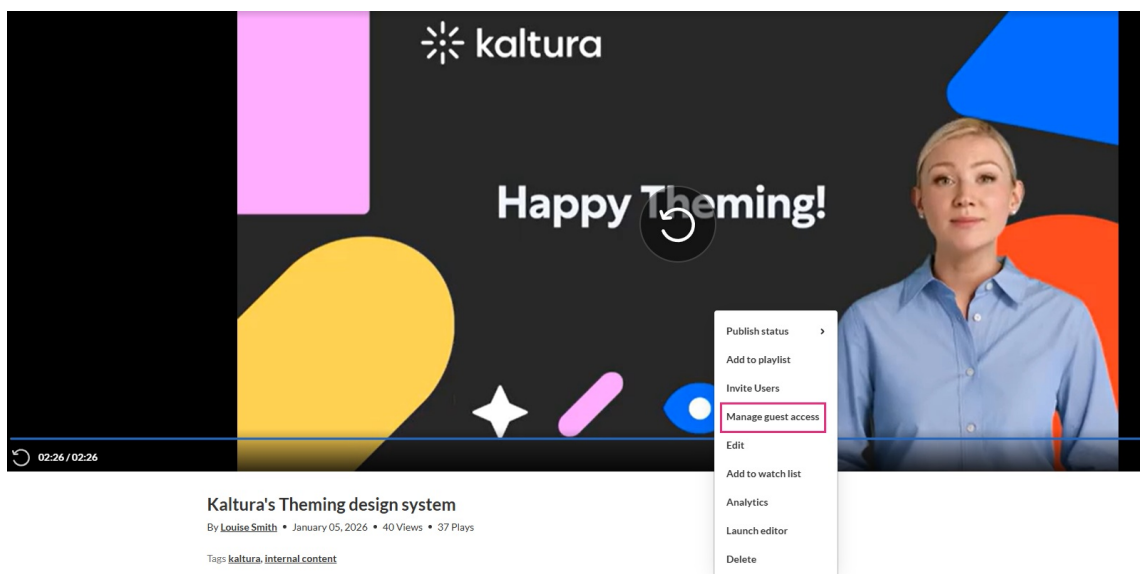 kaltura
Happy Theming!
Publish status
Add to playlist
Invite Users
Manage guest access
Edit
Add to watch list
Analytics
Launch editor
Delete
02:26 / 02:26
Kaltura's Theming design system
By Louise Smith • January 05, 2026 • 40 Views • 37 Plays
Tags kaltura, internal content